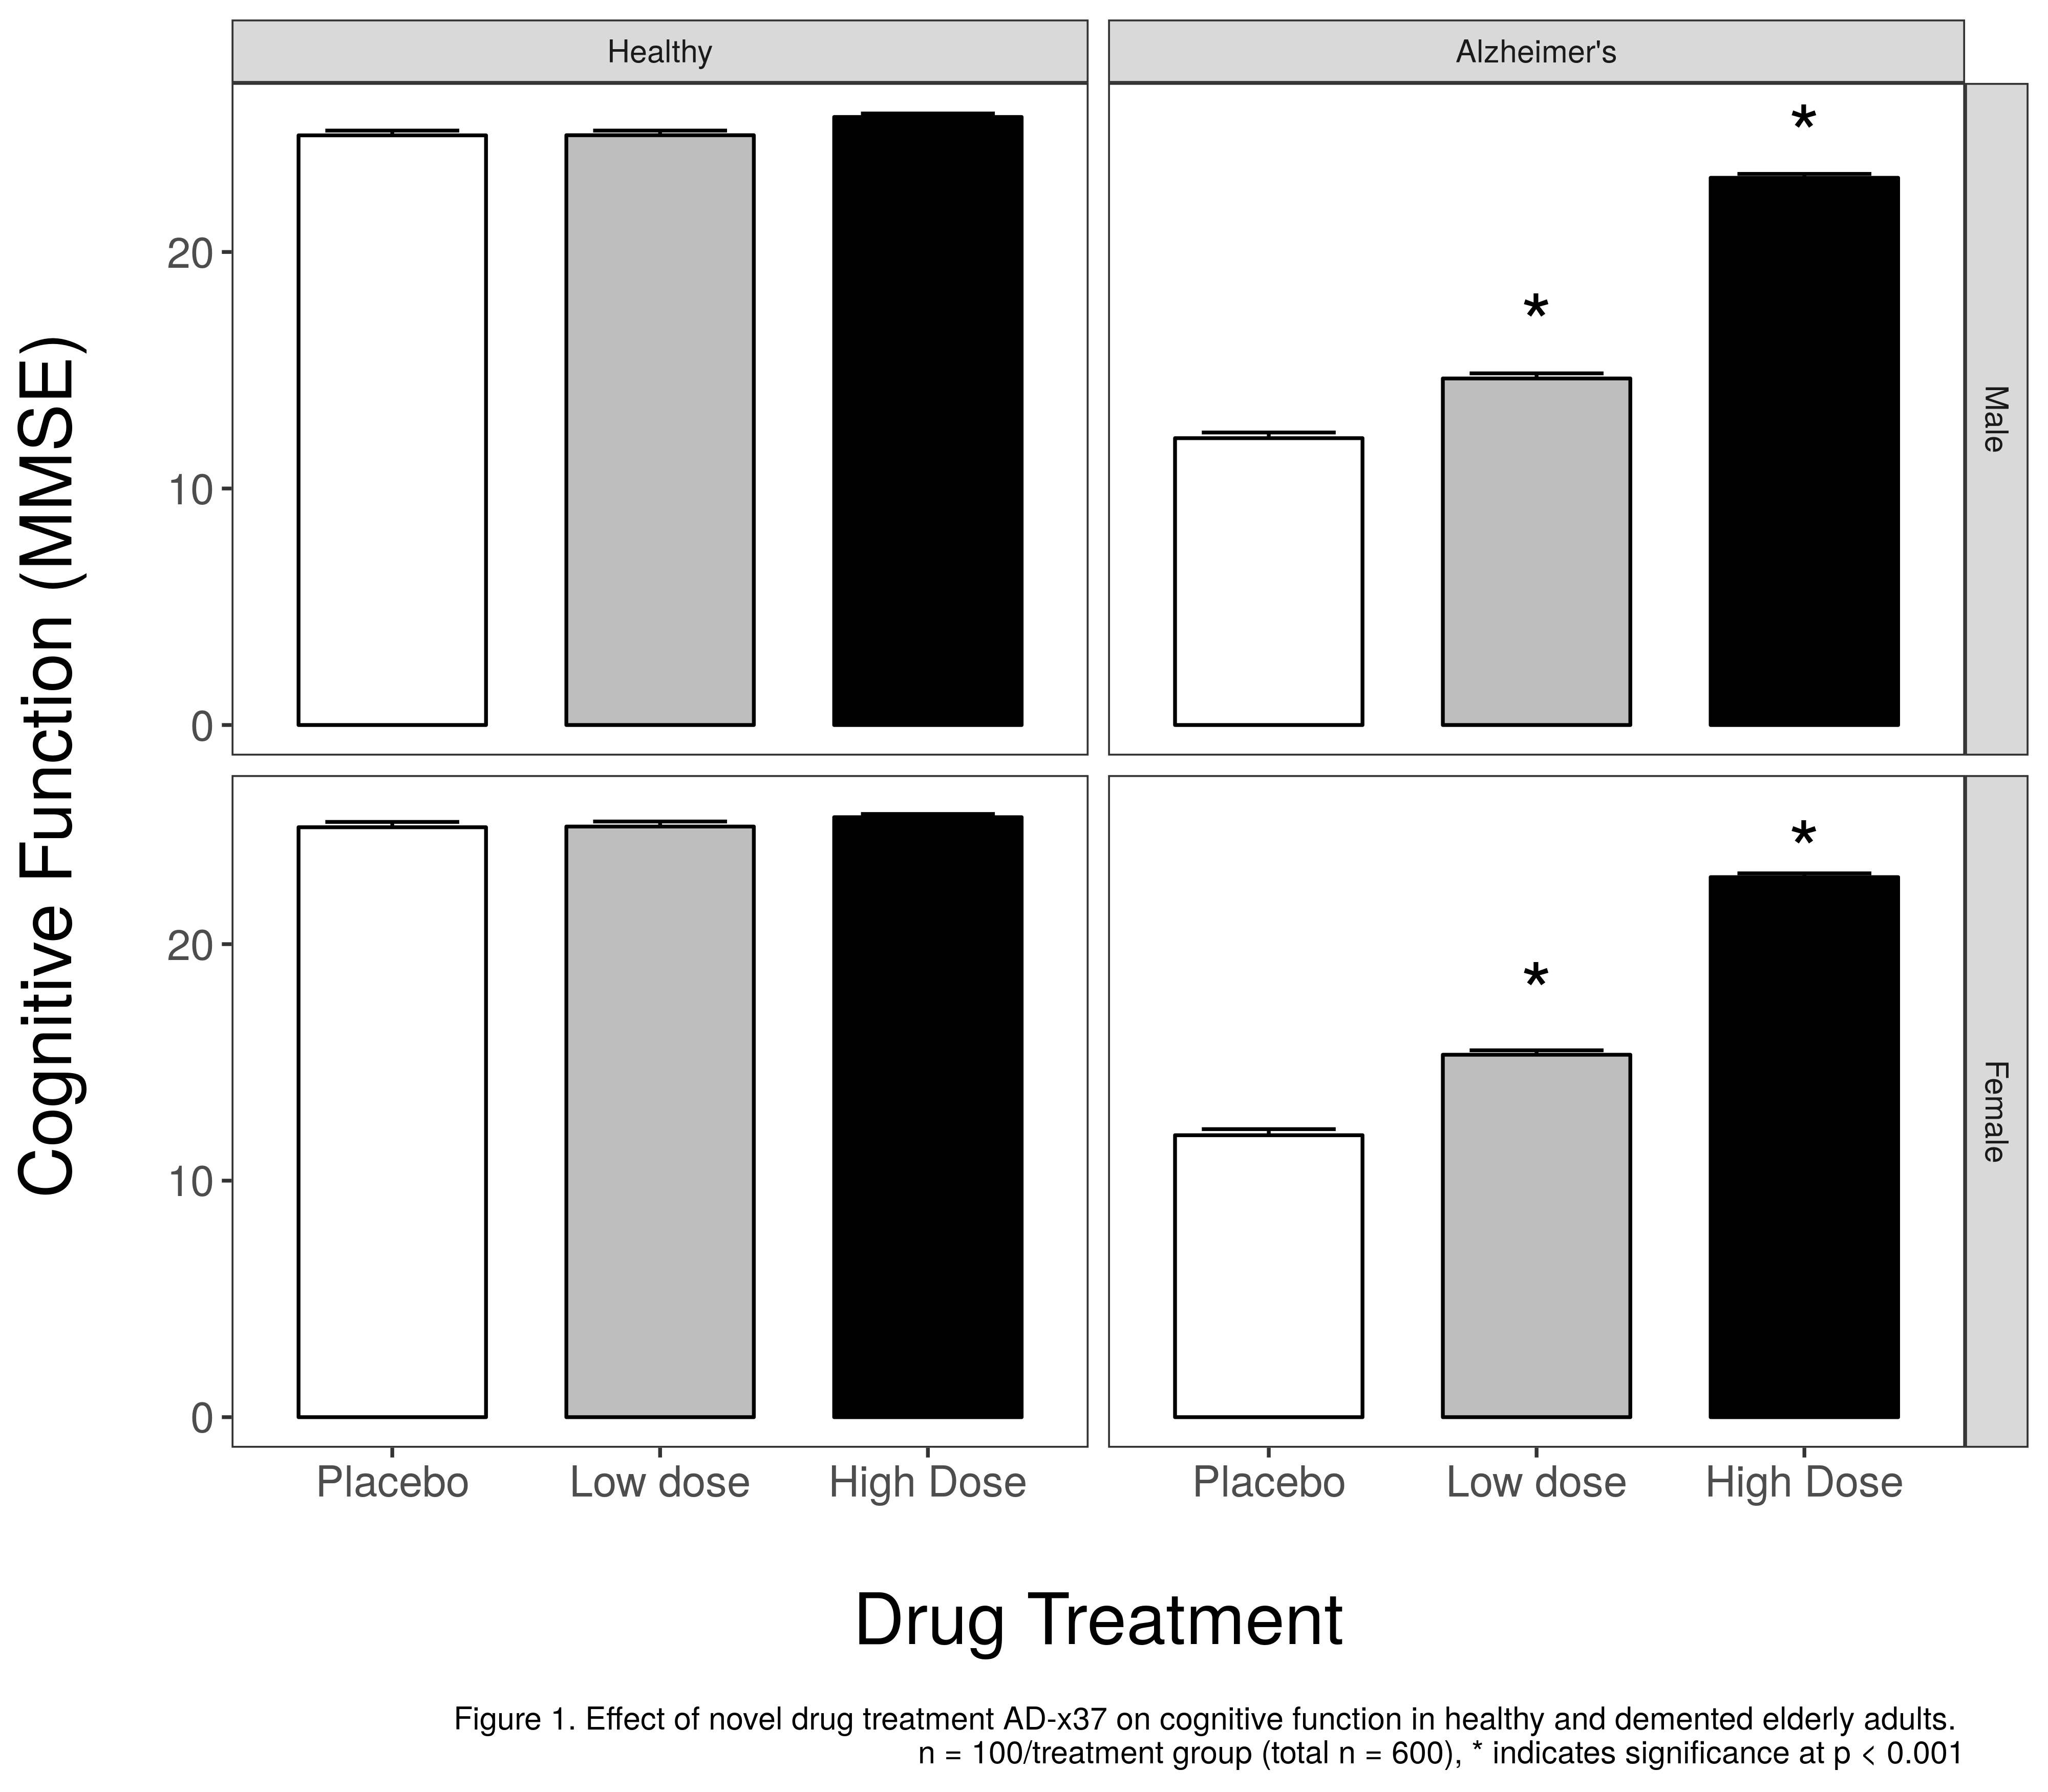 Healthy
Alzheimer's
Cognitive Function (MMSE)
20
10
0
*
*
Male
20
10
0
*
*
Female
Placebo
Low dose
High Dose
Placebo
Low dose
High Dose
Drug Treatment
Figure 1. Effect of novel drug treatment AD-x37 on cognitive function in healthy and demented elderly adults.
n = 100/treatment group (total n = 600), * indicates significance at p < 0.001